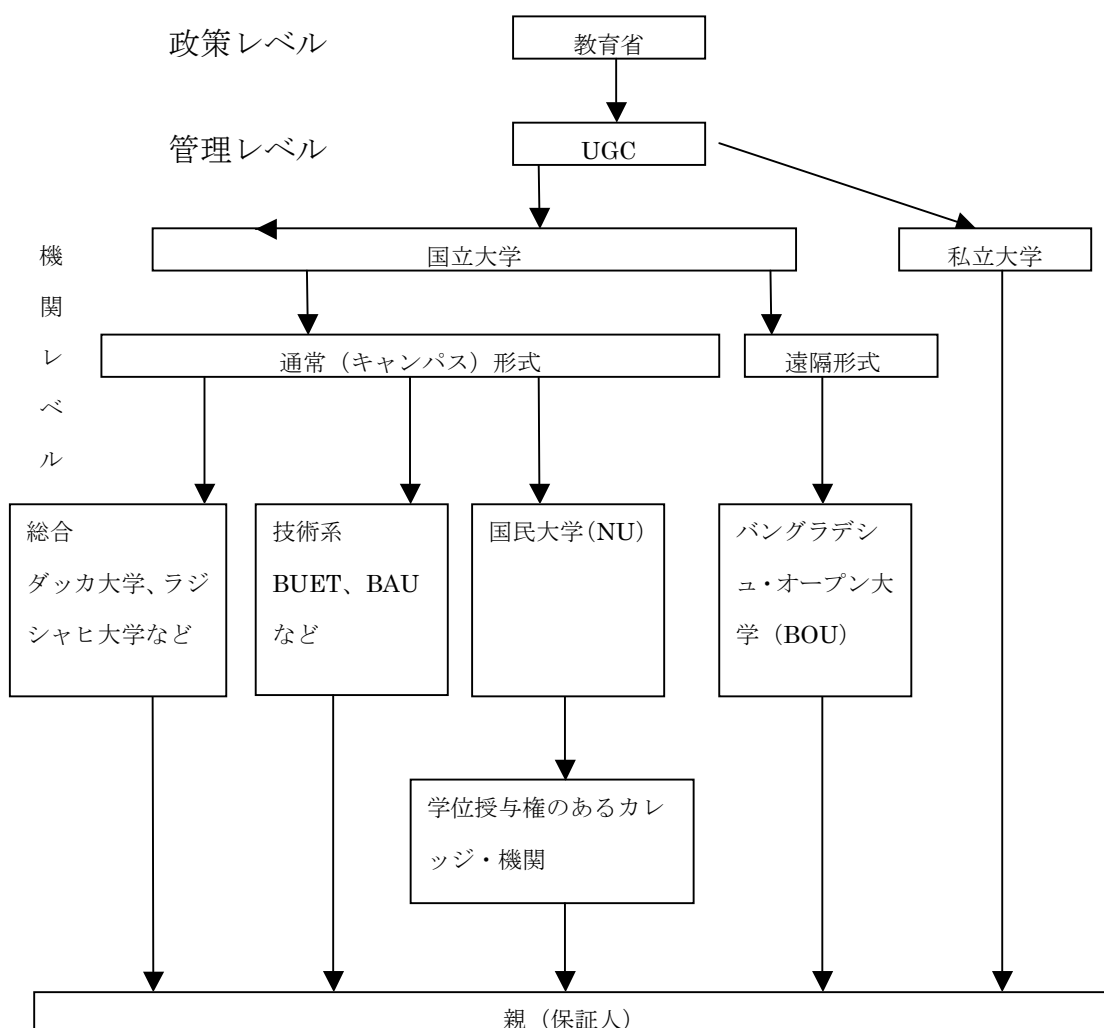 政策レベル
教育省
管理レベル
UGC
機関レベル
国立大学
私立大学
通常（キャンパス）形式
遠隔形式
総合
ダッカ大学、ラジ
シャヒ大学など
技術系
BUET、BAU
など
国民大学(NU)
バングラデシ
ュ・オープン大
学（BOU）
学位授与権のあるカレ
ッジ・機関
親（保証人）